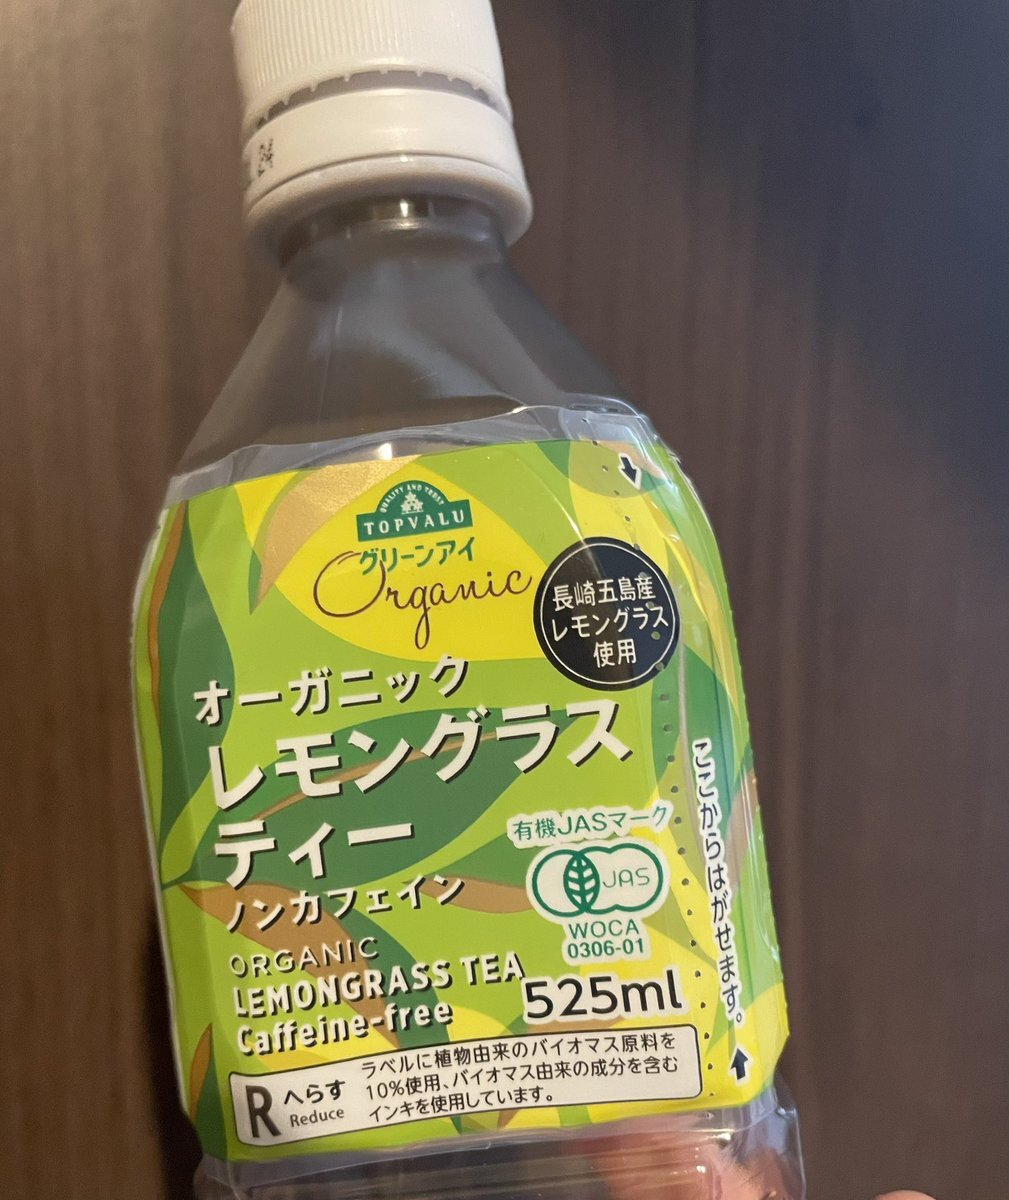 QUALITY AND TRUST
TOPVALU
グリーンアイ
Organic
長崎五島産
レモングラス
使用
オーガニック
レモングラス
ティー
ノンカフェイン
ORGANIC
LEMONGRASS TEA
Caffeine-free
有機JASマーク
JAS
WOCA
0306-01
525ml
ここからはがせます。
R
へらす
Reduce
ラベルに植物由来のバイオマス原料を
10%使用、バイオマス由来の成分を含む
インキを使用しています。